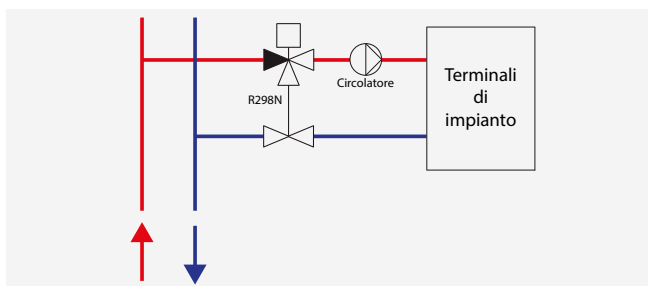 R298N
Circolatore
Terminali
di
impianto